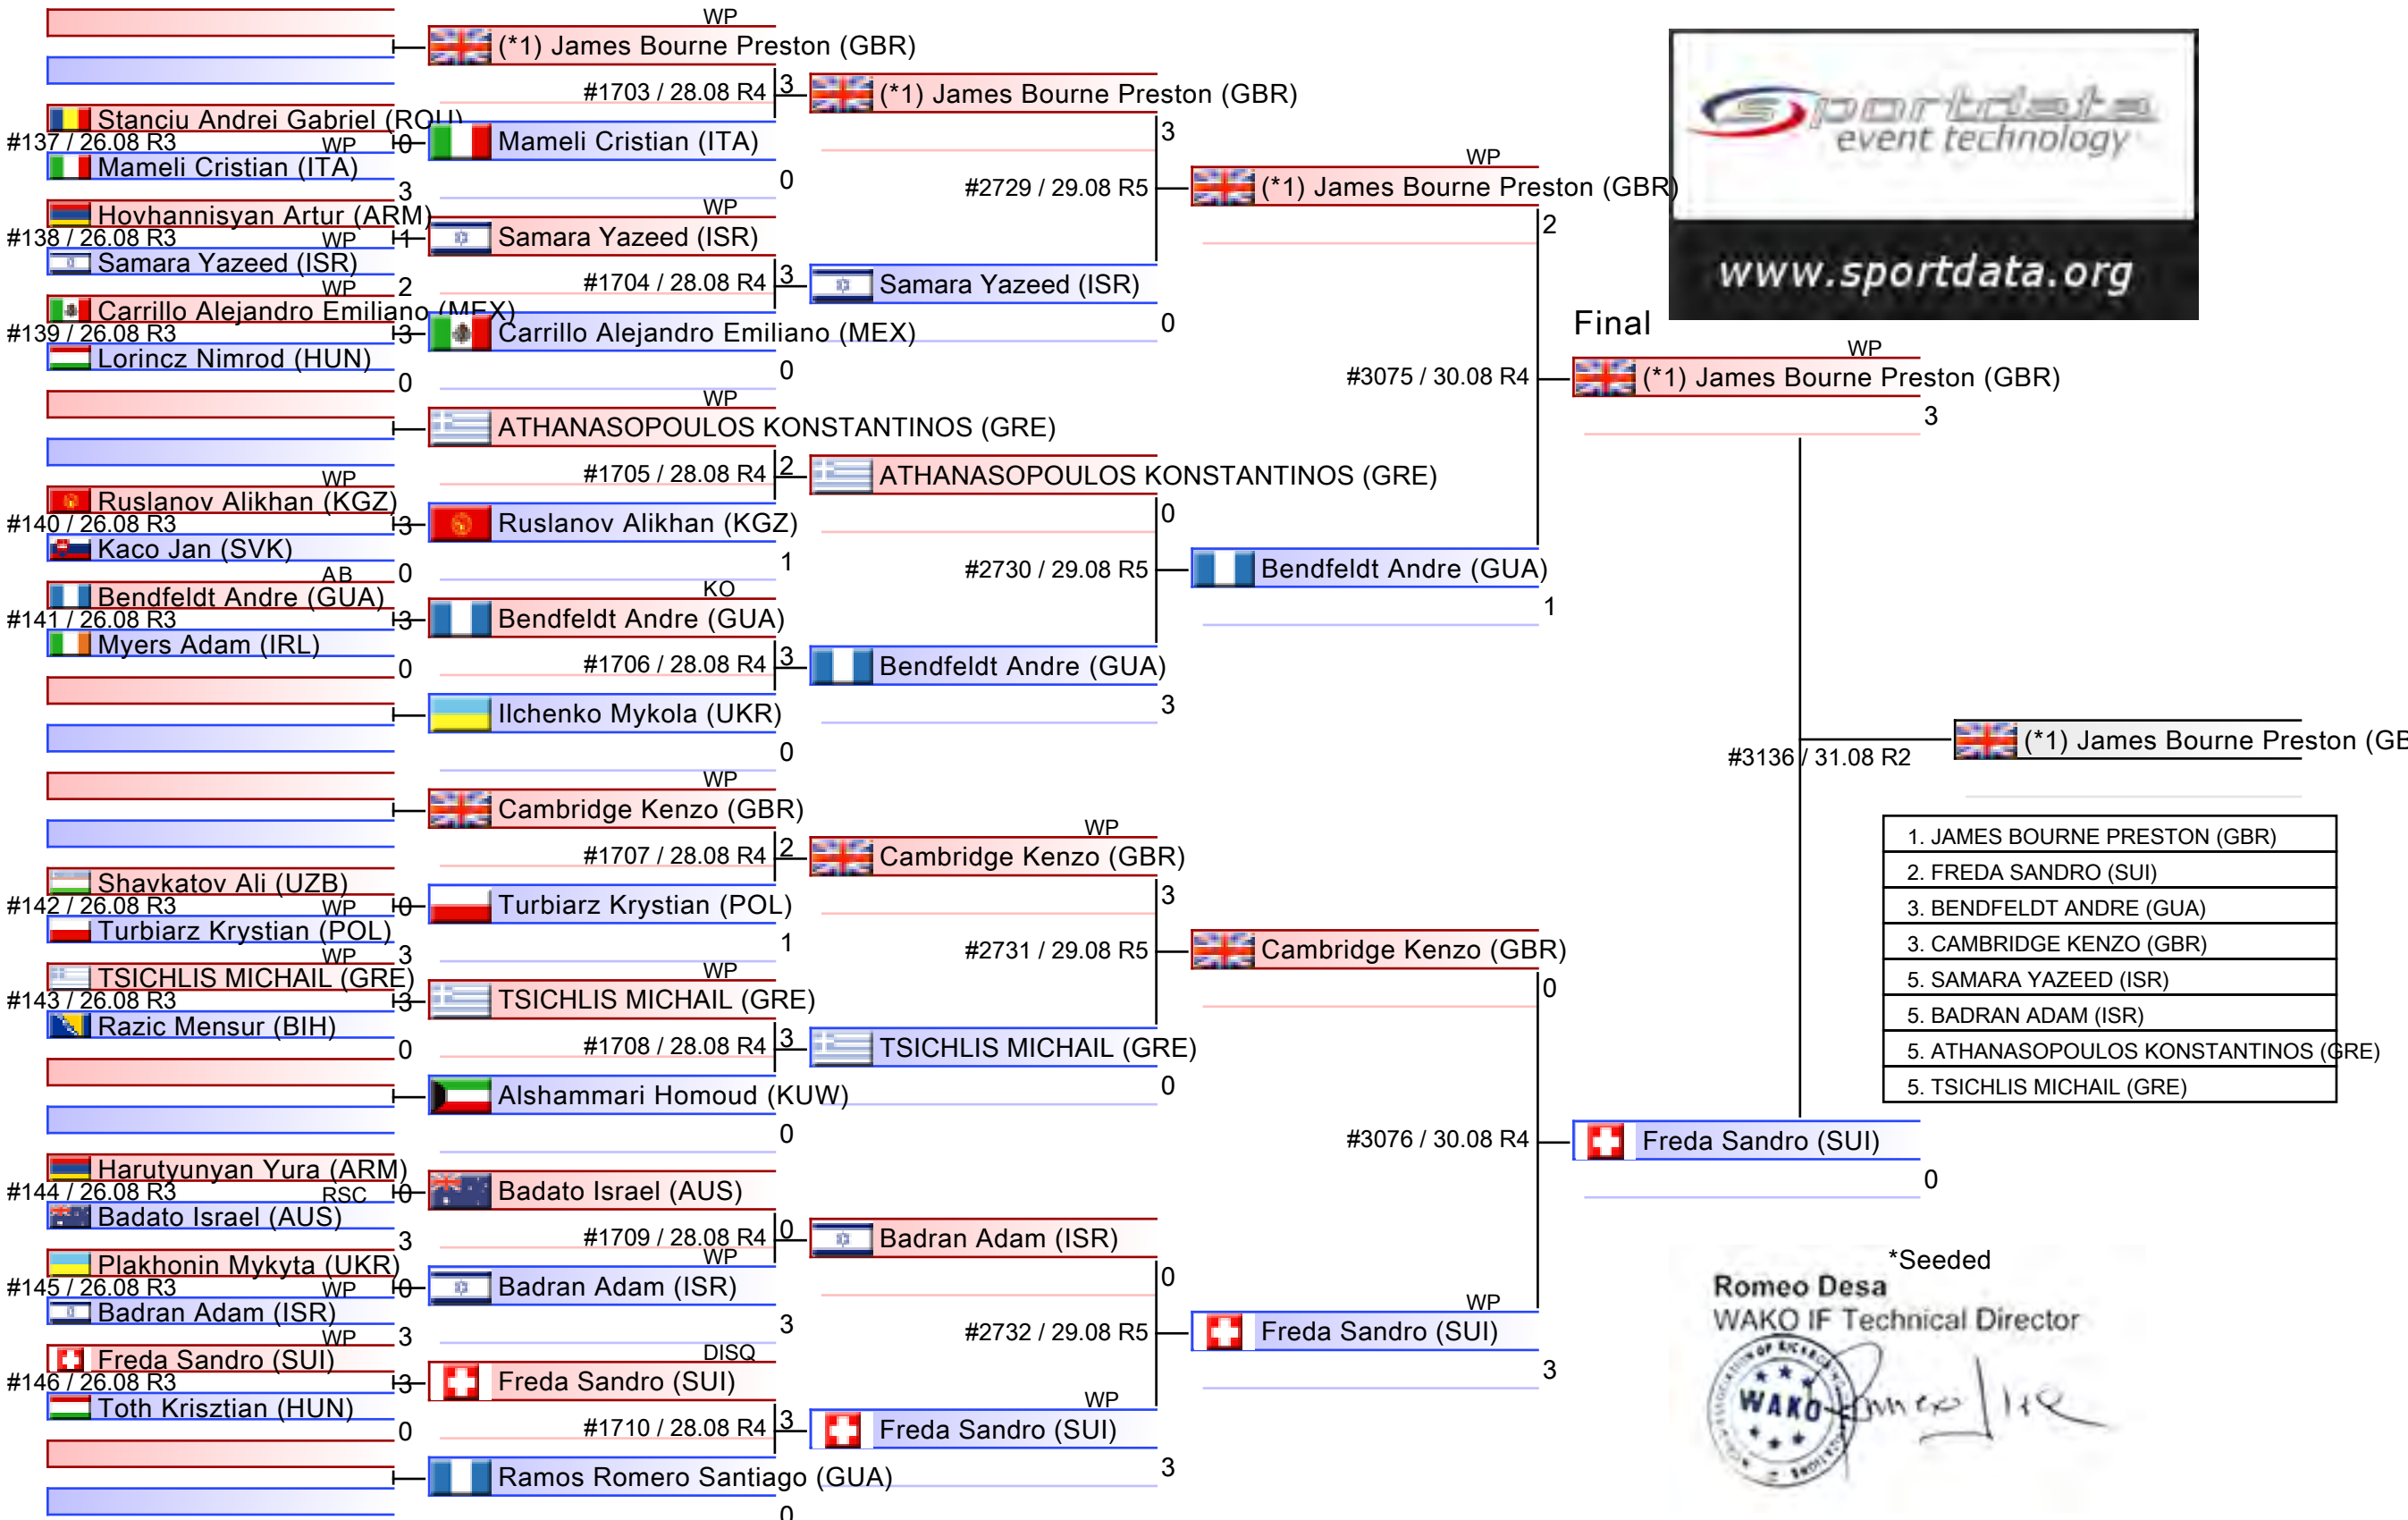 WP
(*1) James Bourne Preston (GBR)
#1703 / 28.08 R4
3
(*1) James Bourne Preston (GBR)
Stanciu Andrei Gabriel (ROU)
#137 / 26.08 R3
WP
0
Mameli Cristian (ITA)
3
Mameli Cristian (ITA)
0
3
#2729 / 29.08 R5
WP
(*1) James Bourne Preston (GBR)
2
Hovhannisyan Artur (ARM)
#138 / 26.08 R3
WP
1
Samara Yazeed (ISR)
2
WP
Samara Yazeed (ISR)
#1704 / 28.08 R4
3
Samara Yazeed (ISR)
0
WP
Carrillo Alejandro Emiliano (MEX)
#139 / 26.08 R3
3
Lorincz Nimrod (HUN)
0
Carrillo Alejandro Emiliano (MEX)
0
#3075 / 30.08 R4
Final
WP
(*1) James Bourne Preston (GBR)
3
WP
ATHANASOPOULOS KONSTANTINOS (GRE)
#1705 / 28.08 R4
2
ATHANASOPOULOS KONSTANTINOS (GRE)
0
WP
Ruslanov Alikhan (KGZ)
#140 / 26.08 R3
3
Kaco Jan (SVK)
0
Ruslanov Alikhan (KGZ)
1
#2730 / 29.08 R5
Bendfeldt Andre (GUA)
1
AB
Bendfeldt Andre (GUA)
#141 / 26.08 R3
3
Myers Adam (IRL)
0
KO
Bendfeldt Andre (GUA)
#1706 / 28.08 R4
3
Bendfeldt Andre (GUA)
3
Ilchenko Mykola (UKR)
0
#3136 / 31.08 R2
(*1) James Bourne Preston (GB
WP
Cambridge Kenzo (GBR)
#1707 / 28.08 R4
2
WP
Cambridge Kenzo (GBR)
3
Shavkatov Ali (UZB)
#142 / 26.08 R3
WP
0
Turbiarz Krystian (POL)
3
Turbiarz Krystian (POL)
1
#2731 / 29.08 R5
Cambridge Kenzo (GBR)
0
WP
TSICHLIS MICHAIL (GRE)
#143 / 26.08 R3
3
Razic Mensur (BIH)
0
WP
TSICHLIS MICHAIL (GRE)
#1708 / 28.08 R4
3
TSICHLIS MICHAIL (GRE)
0
Alshammari Homoud (KUW)
0
#3076 / 30.08 R4
Freda Sandro (SUI)
0
Harutyunyan Yura (ARM)
#144 / 26.08 R3
RSC
0
Badato Israel (AUS)
3
Badato Israel (AUS)
#1709 / 28.08 R4
0
Badran Adam (ISR)
0
Plakhonin Mykyta (UKR)
#145 / 26.08 R3
WP
0
Badran Adam (ISR)
3
WP
Badran Adam (ISR)
3
#2732 / 29.08 R5
WP
Freda Sandro (SUI)
3
WP
Freda Sandro (SUI)
#146 / 26.08 R3
3
Toth Krisztian (HUN)
0
DISQ
Freda Sandro (SUI)
#1710 / 28.08 R4
3
WP
Freda Sandro (SUI)
3
Ramos Romero Santiago (GUA)
0
sportdata
event technology
www.sportdata.org
1. JAMES BOURNE PRESTON (GBR)
2. FREDA SANDRO (SUI)
3. BENDFELDT ANDRE (GUA)
3. CAMBRIDGE KENZO (GBR)
5. SAMARA YAZEED (ISR)
5. BADRAN ADAM (ISR)
5. ATHANASOPOULOS KONSTANTINOS (GRE)
5. TSICHLIS MICHAIL (GRE)
*Seeded
Romeo Desa
WAKO IF Technical Director
WAKO